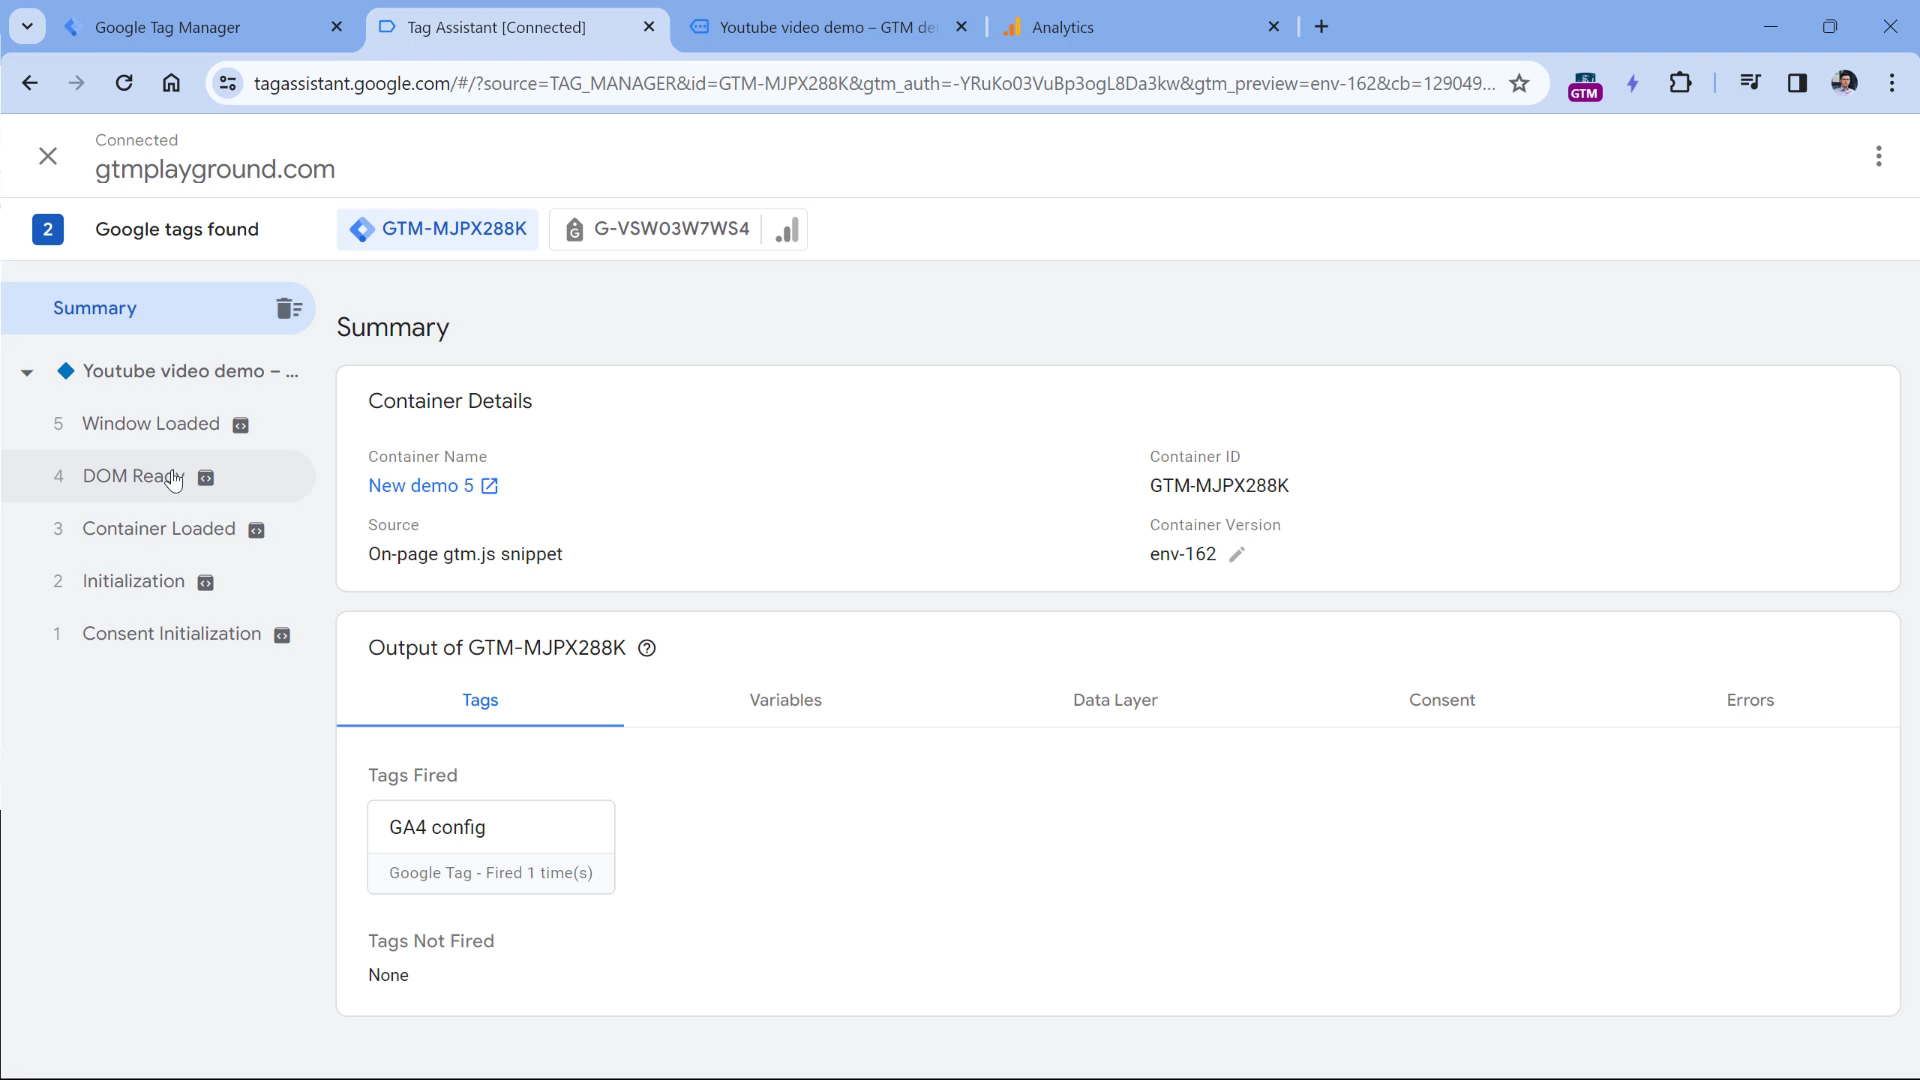 Google Tag Manager
Tag Assistant [Connected]
Youtube video demo – GTM de
Analytics
tagassistant.google.com/#/?source=TAG_MANAGER&id=GTM-MJPX288K&gtm_auth=-YRuKo03VuBp3ogL8Da3kw&gtm_preview=env-162&cb=129049...
GTM
Connected
gtmplayground.com
2
Google tags found
GTM-MJPX288K
G-VSW03W7WS4
Summary
Youtube video demo – ...
5 Window Loaded
4 DOM Ready
3 Container Loaded
2 Initialization
1 Consent Initialization
Summary
Container Details
Container Name
New demo 5
Container ID
GTM-MJPX288K
Source
On-page gtm.js snippet
Container Version
env-162
Output of GTM-MJPX288K
Tags
Variables
Data Layer
Consent
Errors
Tags Fired
GA4 config
Google Tag - Fired 1 time(s)
Tags Not Fired
None